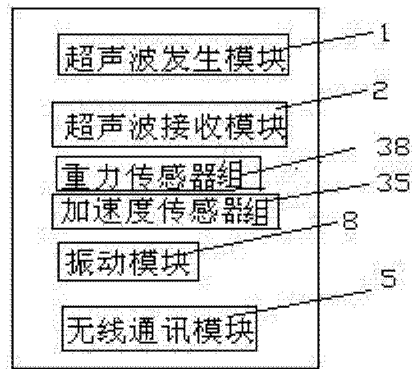 超声波发生模块 1
超声波接收模块 2
重力传感器组 38
加速度传感器组 35
振动模块 8
无线通讯模块 5